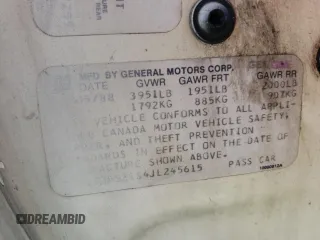 IT
MFD BY GENERAL MOTORS CORP.
DATE GVWR GAWR FRT GAWR RR
3951LB 1951LB 2000LB
1792KG 885KG 907KG
VEHICLE CONFORMS TO ALL APPLI-
CANADA MOTOR VEHICLE SAFETY,
AND THEFT PREVENTION
IN EFFECT ON THE DATE OF
FACTURE SHOWN ABOVE.
4JL245615 PASS CAR
DREAMBID